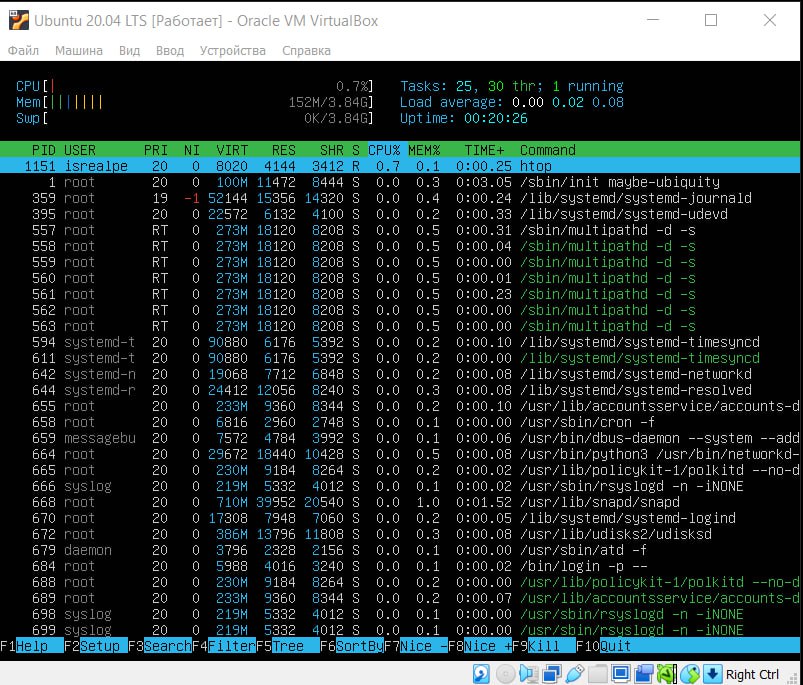 Ubuntu 20.04 LTS [Работает] - Oracle VM VirtualBox
Файл Машина Вид Ввод Устройства Справка
CPU[| 0.7%] Tasks: 25, 30 thr; 1 running
Mem[||||||| 152M/3.84G] Load average: 0.00 0.02 0.08
Swp[ 0K/3.84G] Uptime: 00:20:26
PID USER PRI NI VIRT RES SHR S CPU% MEM% TIME+ Command
1151 isrealpe 20 0 8020 4144 3412 R 0.7 0.1 0:00.25 htop
1 root 20 0 100M 11472 8444 S 0.0 0.3 0:03.05 /sbin/init maybe-ubiquity
359 root 19 -1 52144 15356 14320 S 0.0 0.4 0:00.24 /lib/systemd/systemd-journald
395 root 20 0 22572 6132 4100 S 0.0 0.2 0:00.33 /lib/systemd/systemd-udevd
557 root RT 0 273M 18120 8208 S 0.0 0.5 0:00.31 /sbin/multipathd -d -s
558 root RT 0 273M 18120 8208 S 0.0 0.5 0:00.04 /sbin/multipathd -d -s
559 root RT 0 273M 18120 8208 S 0.0 0.5 0:00.00 /sbin/multipathd -d -s
560 root RT 0 273M 18120 8208 S 0.0 0.5 0:00.01 /sbin/multipathd -d -s
561 root RT 0 273M 18120 8208 S 0.0 0.5 0:00.23 /sbin/multipathd -d -s
562 root RT 0 273M 18120 8208 S 0.0 0.5 0:00.00 /sbin/multipathd -d -s
563 root RT 0 273M 18120 8208 S 0.0 0.5 0:00.00 /sbin/multipathd -d -s
594 systemd-t 20 0 90880 6176 5392 S 0.0 0.2 0:00.10 /lib/systemd/systemd-timesyncd
611 systemd-t 20 0 90880 6176 5392 S 0.0 0.2 0:00.00 /lib/systemd/systemd-timesyncd
642 systemd-n 20 0 19068 7712 6848 S 0.0 0.2 0:00.08 /lib/systemd/systemd-networkd
644 systemd-r 20 0 24412 12056 8240 S 0.0 0.3 0:00.08 /lib/systemd/systemd-resolved
655 root 20 0 233M 9360 8344 S 0.0 0.2 0:00.10 /usr/lib/accountsservice/accounts-d
658 root 20 0 6816 2960 2748 S 0.0 0.1 0:00.00 /usr/sbin/cron -f
659 messagebu 20 0 7572 4784 3992 S 0.0 0.1 0:00.06 /usr/bin/dbus-daemon --system --add
664 root 20 0 29672 18440 10428 S 0.0 0.5 0:00.08 /usr/bin/python3 /usr/bin/networkd-
665 root 20 0 230M 9184 8264 S 0.0 0.2 0:00.02 /usr/lib/policykit-1/polkitd --no-d
666 syslog 20 0 219M 5332 4012 S 0.0 0.1 0:00.02 /usr/sbin/rsyslogd -n -iNONE
668 root 20 0 710M 39952 20540 S 0.0 1.0 0:01.52 /usr/lib/snapd/snapd
670 root 20 0 17308 7948 7060 S 0.0 0.2 0:00.05 /lib/systemd/systemd-logind
672 root 20 0 386M 13796 11808 S 0.0 0.3 0:00.08 /usr/lib/udisks2/udisksd
679 daemon 20 0 3796 2328 2156 S 0.0 0.1 0:00.00 /usr/sbin/atd -f
684 root 20 0 5988 4016 3240 S 0.0 0.1 0:00.02 /bin/login -p --
688 root 20 0 230M 9184 8264 S 0.0 0.2 0:00.00 /usr/lib/policykit-1/polkitd --no-d
689 root 20 0 233M 9360 8344 S 0.0 0.2 0:00.07 /usr/lib/accountsservice/accounts-d
698 syslog 20 0 219M 5332 4012 S 0.0 0.1 0:00.00 /usr/sbin/rsyslogd -n -iNONE
699 syslog 20 0 219M 5332 4012 S 0.0 0.1 0:00.00 /usr/sbin/rsyslogd -n -iNONE
F1Help F2Setup F3SearchF4FilterF5Tree F6SortByF7Nice -F8Nice +F9Kill F10Quit
Right Ctrl